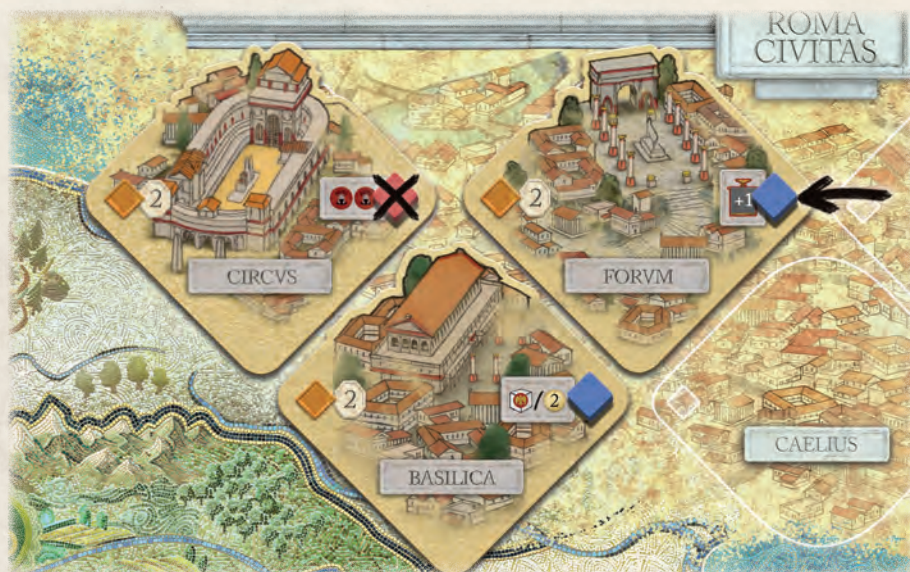 ROMA
CIVITAS
2
2
+1
CIRCVS
FORVM
2
/ 2
BASILICA
CAELIUS